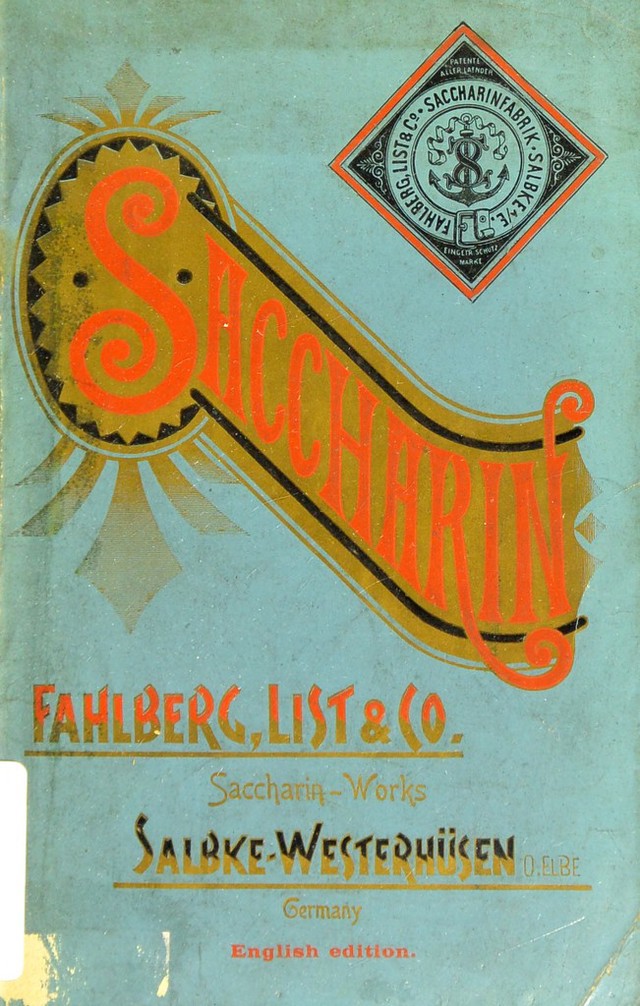 PATENTE
ALLER LAENDER
FAHLBERG, LIST & CO • SACCHARINFABRIK • SALBKE A/E.
EINGETR. SCHUTZ
MARKE
SACCHARIN
FAHLBERG, LIST & CO.
Saccharin-Works
SALBKE-WESTERHÜSEN O. ELBE
Germany
English edition.